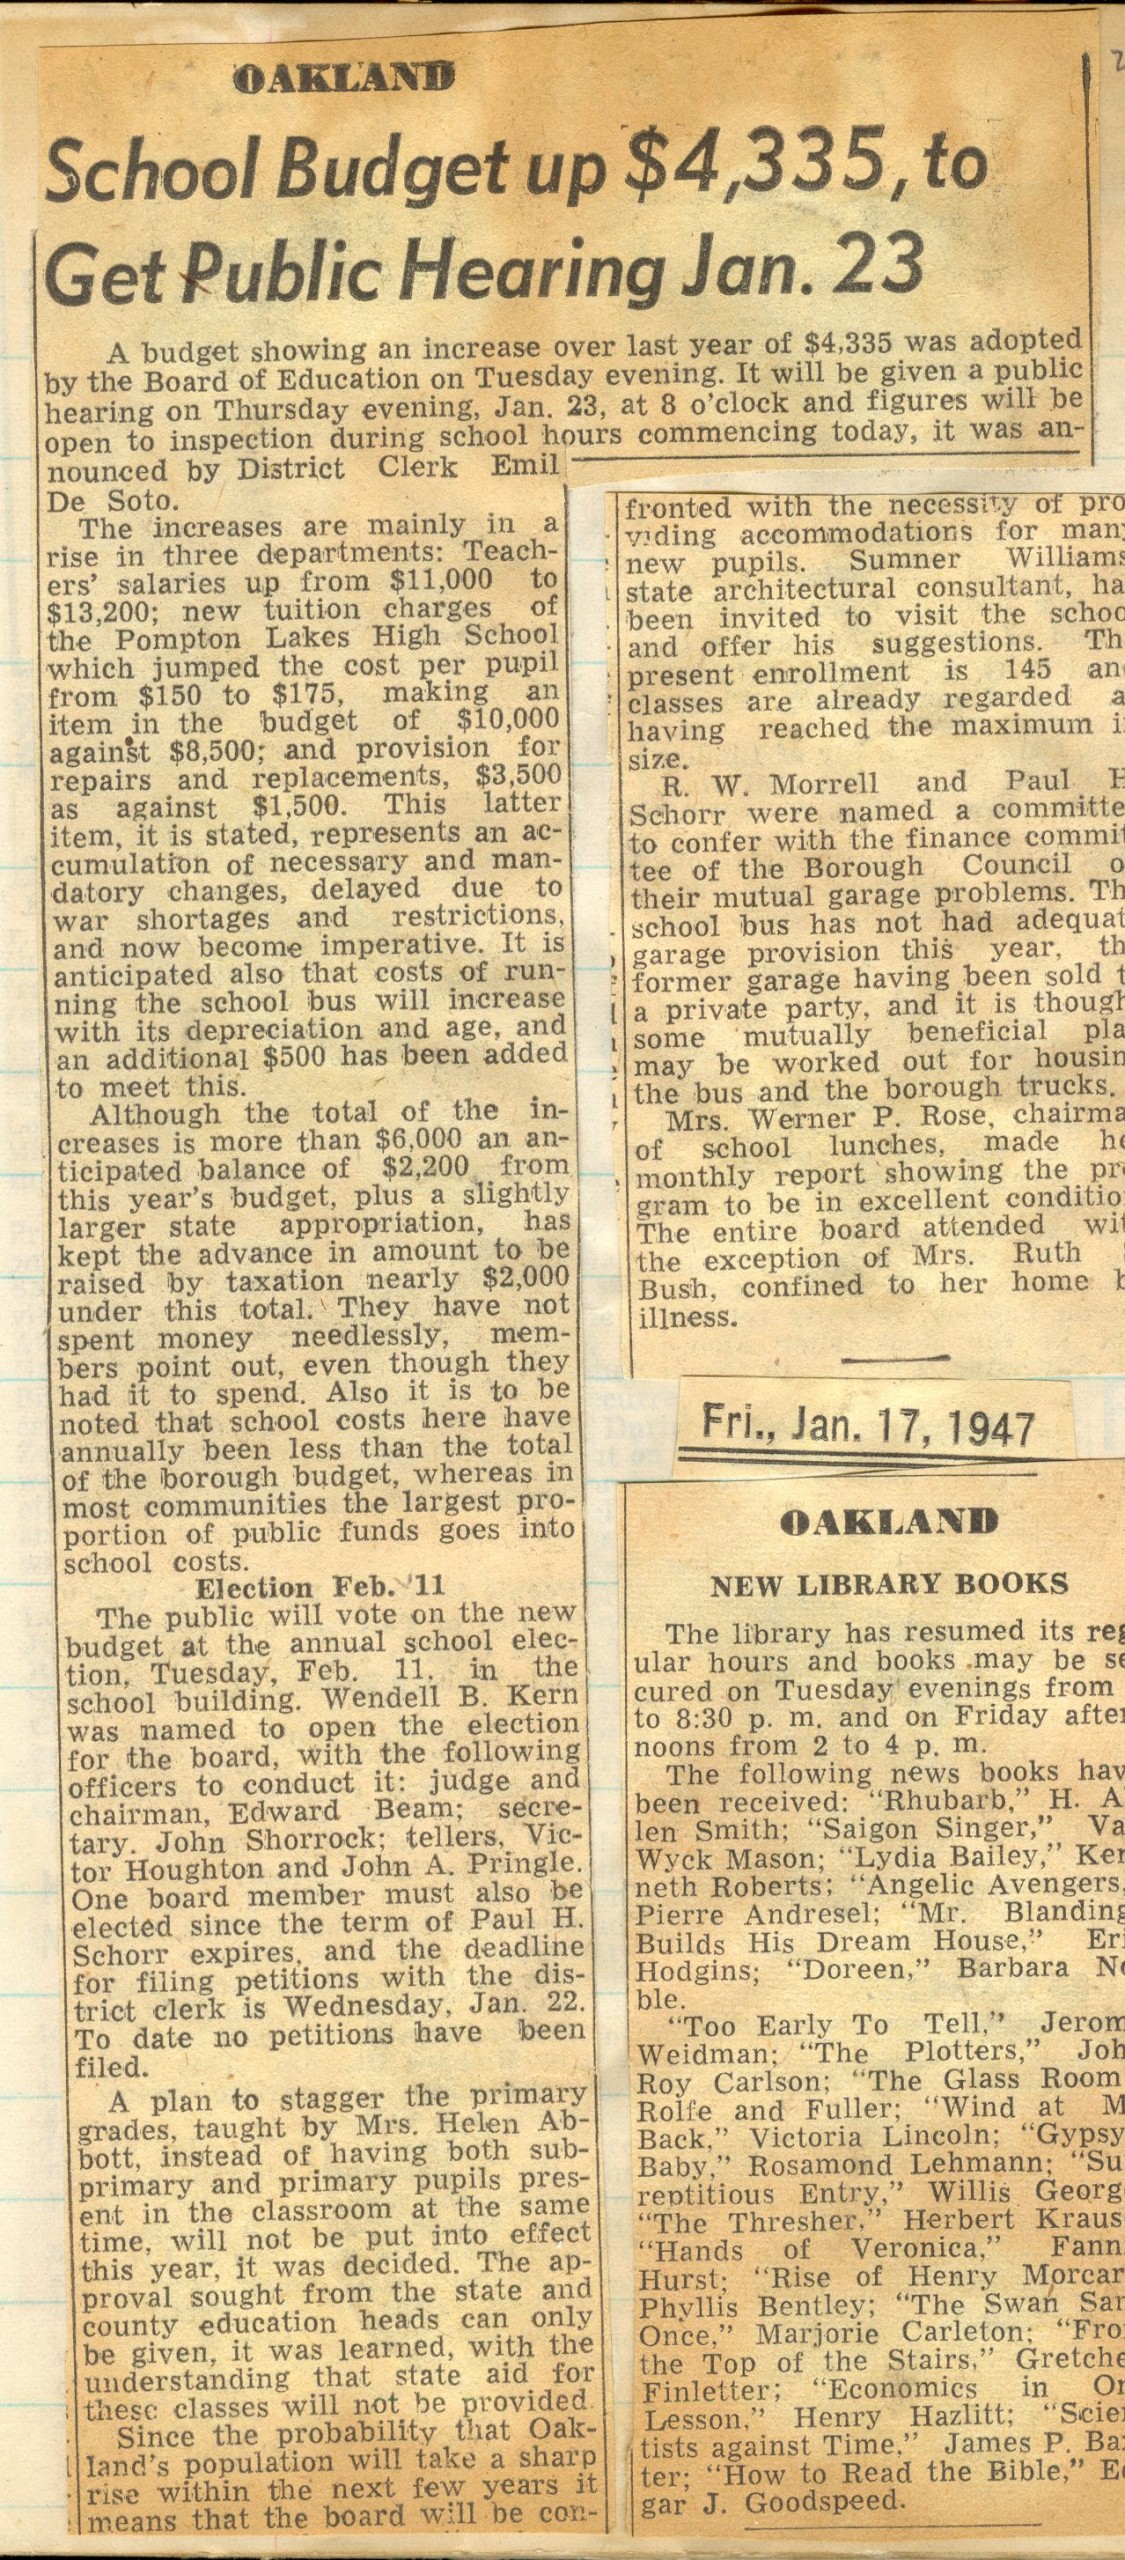 OAKLAND
School Budget up $4,335, to
Get Public Hearing Jan. 23
A budget showing an increase over last year of $4,335 was adopted
by the Board of Education on Tuesday evening. It will be given a public
hearing on Thursday evening, Jan. 23, at 8 o'clock and figures will be
open to inspection during school hours commencing today, it was an-
nounced by District Clerk Emil
De Soto.
The increases are mainly in a
rise in three departments: Teach-
ers' salaries up from $11,000 to
$13,200; new tuition charges of
the Pompton Lakes High School
which jumped the cost per pupil
from $150 to $175, making an
item in the budget of $10,000
against $8,500; and provision for
repairs and replacements, $3,500
as against $1,500. This latter
item, it is stated, represents an ac-
cumulation of necessary and man-
datory changes, delayed due to
war shortages and restrictions,
and now become imperative. It is
anticipated also that costs of run-
ning the school bus will increase
with its depreciation and age, and
an additional $500 has been added
to meet this.
Although the total of the in-
creases is more than $6,000 an an-
ticipated balance of $2,200 from
this year's budget, plus a slightly
larger state appropriation, has
kept the advance in amount to be
raised by taxation nearly $2,000
under this total. They have not
spent money needlessly, mem-
bers point out, even though they
had it to spend. Also it is to be
noted that school costs here have
annually been less than the total
of the borough budget, whereas in
most communities the largest pro-
portion of public funds goes into
school costs.
Election Feb. 11
The public will vote on the new
budget at the annual school elec-
tion, Tuesday, Feb. 11, in the
school building. Wendell B. Kern
was named to open the election
for the board, with the following
officers to conduct it: judge and
chairman, Edward Beam; secre-
tary. John Shorrock; tellers, Vic-
tor Houghton and John A. Pringle.
One board member must also be
elected since the term of Paul H.
Schorr expires, and the deadline
for filing petitions with the dis-
trict clerk is Wednesday, Jan. 22.
To date no petitions have been
filed.
A plan to stagger the primary
grades, taught by Mrs. Helen Ab-
bott, instead of having both sub-
primary and primary pupils pres-
ent in the classroom at the same
time, will not be put into effect
this year, it was decided. The ap-
proval sought from the state and
county education heads can only
be given, it was learned, with the
understanding that state aid for
these classes will not be provided.
Since the probability that Oak-
land's population will take a sharp
rise within the next few years it
means that the board will be con-
fronted with the necessity of pro
viding accommodations for man
new pupils. Sumner Williams
state architectural consultant, ha
been invited to visit the schoo
and offer his suggestions. Th
present enrollment is 145 an
classes are already regarded a
having reached the maximum i
size.
R. W. Morrell and Paul H
Schorr were named a committe
to confer with the finance commit
tee of the Borough Council o
their mutual garage problems. Th
school bus has not had adequat
garage provision this year, th
former garage having been sold t
a private party, and it is though
some mutually beneficial pla
may be worked out for housin
the bus and the borough trucks.
Mrs. Werner P. Rose, chairma
of school lunches, made he
monthly report showing the pro
gram to be in excellent conditio
The entire board attended wit
the exception of Mrs. Ruth
Bush, confined to her home b
illness.
Fri., Jan. 17, 1947
OAKLAND
NEW LIBRARY BOOKS
The library has resumed its reg
ular hours and books may be se
cured on Tuesday evenings from
to 8:30 p. m. and on Friday after
noons from 2 to 4 p. m.
The following news books hav
been received: "Rhubarb," H. A
len Smith; "Saigon Singer," Va
Wyck Mason; "Lydia Bailey," Ken
neth Roberts; "Angelic Avengers,
Pierre Andresel; "Mr. Blanding
Builds His Dream House," Eri
Hodgins; "Doreen," Barbara No
ble.
"Too Early To Tell," Jerom
Weidman; "The Plotters," Joh
Roy Carlson; "The Glass Room
Rolfe and Fuller; "Wind at M
Back," Victoria Lincoln; "Gypsy
Baby," Rosamond Lehmann; "Su
reptitious Entry," Willis Georg
"The Thresher," Herbert Kraus
"Hands of Veronica," Fann
Hurst; "Rise of Henry Morcar
Phyllis Bentley; "The Swan San
Once," Marjorie Carleton; "Fro
the Top of the Stairs," Gretche
Finletter; "Economics in On
Lesson," Henry Hazlitt; "Scien
tists against Time," James P. Bax
ter; "How to Read the Bible," Ed
gar J. Goodspeed.